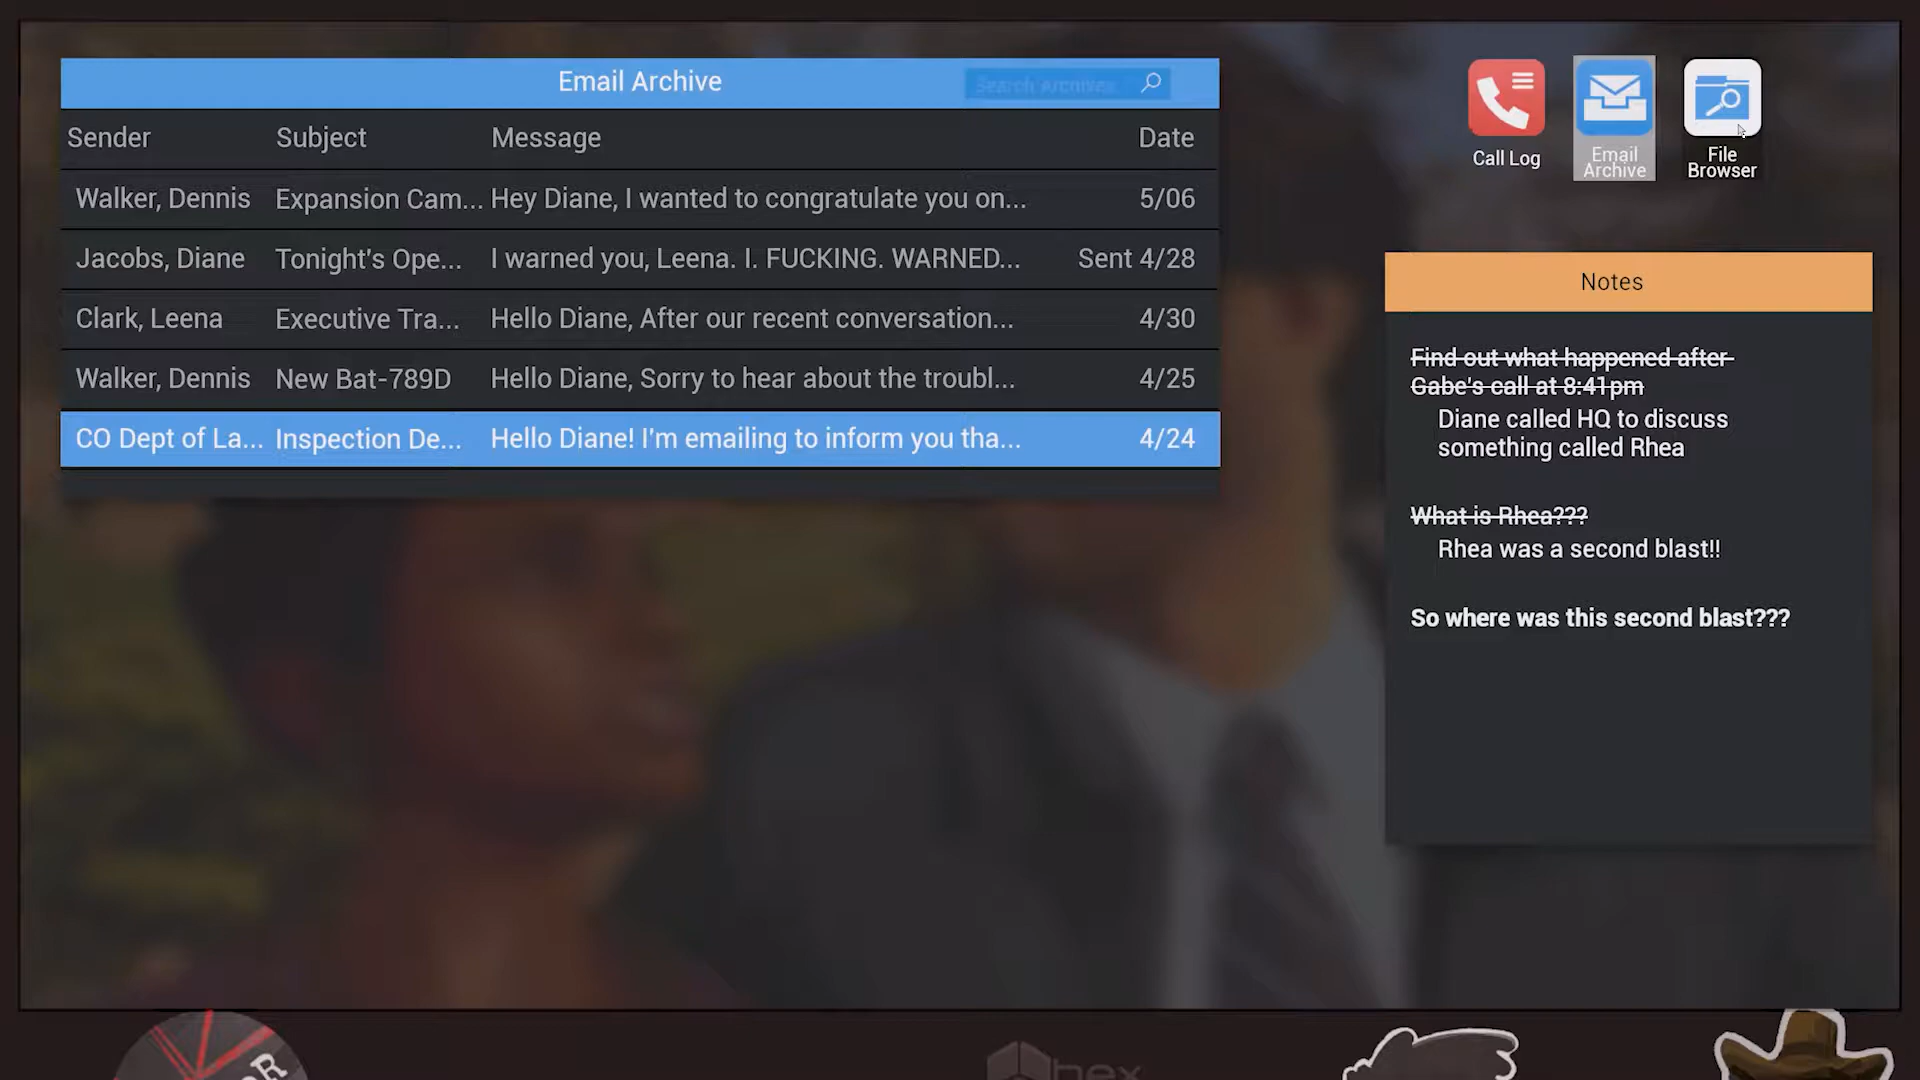 Email Archive
Search Archives
Sender Subject Message Date
Walker, Dennis Expansion Cam... Hey Diane, I wanted to congratulate you on... 5/06
Jacobs, Diane Tonight's Ope... I warned you, Leena. I. FUCKING. WARNED... Sent 4/28
Clark, Leena Executive Tra... Hello Diane, After our recent conversation... 4/30
Walker, Dennis New Bat-789D Hello Diane, Sorry to hear about the troubl... 4/25
CO Dept of La... Inspection De... Hello Diane! I'm emailing to inform you tha... 4/24
Call Log
Email
Archive
File
Browser
Notes
Find out what happened after
Gabe's call at 8:41pm
Diane called HQ to discuss
something called Rhea
What is Rhea???
Rhea was a second blast!!
So where was this second blast???
hex